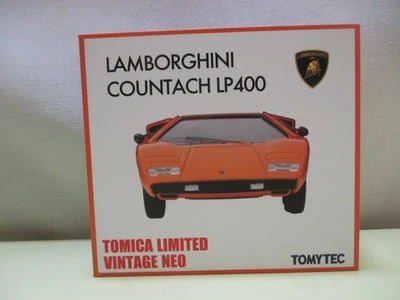 LAMBORGHINI
COUNTACH LP400
TOMICA LIMITED
VINTAGE NEO
TOMYTEC